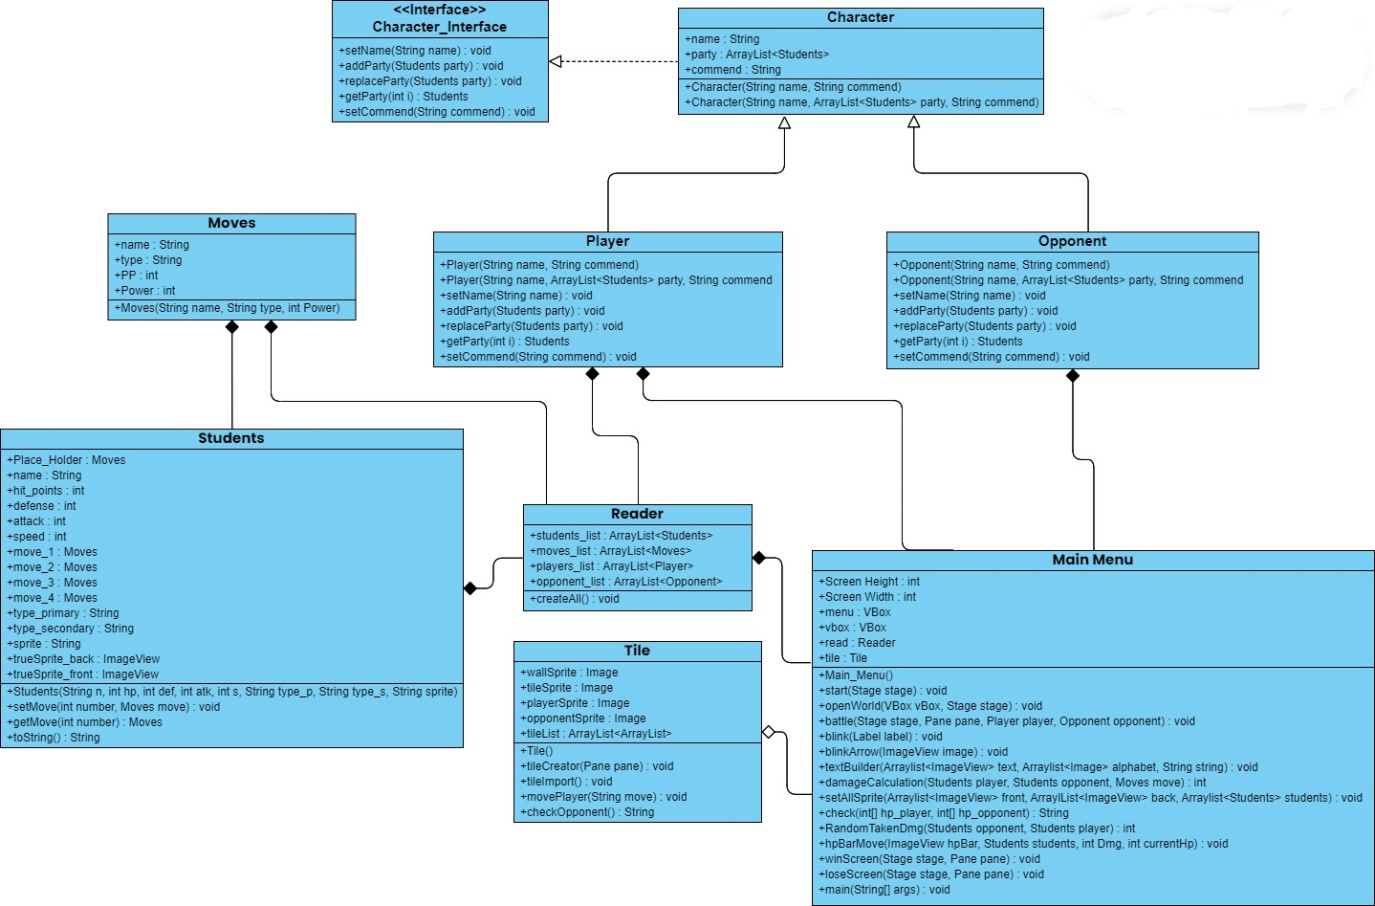 <<Interface>>
Character_Interface
+setName(String name) : void
+addParty(Students party) : void
+replaceParty(Students party) : void
+getParty(int i) : Students
+setCommend(String commend) : void
Character
+name : String
+party : ArrayList<Students>
+commend : String
+Character(String name, String commend)
+Character(String name, ArrayList<Students> party, String commend)
Moves
+name : String
+type : String
+PP : int
+Power : int
+Moves(String name, String type, int Power)
Player
+Player(String name, String commend)
+Player(String name, ArrayList<Students> party, String commend
+setName(String name) : void
+addParty(Students party) : void
+replaceParty(Students party) : void
+getParty(int i) : Students
+setCommend(String commend) : void
Opponent
+Opponent(String name, String commend)
+Opponent(String name, ArrayList<Students> party, String commend
+setName(String name) : void
+addParty(Students party) : void
+replaceParty(Students party) : void
+getParty(int i) : Students
+setCommend(String commend) : void
Students
+Place_Holder : Moves
+name : String
+hit_points : int
+defense : int
+attack : int
+speed : int
+move_1 : Moves
+move_2 : Moves
+move_3 : Moves
+move_4 : Moves
+type_primary : String
+type_secondary : String
+sprite : String
+trueSprite_back : ImageView
+trueSprite_front : ImageView
+Students(String n, int hp, int def, int atk, int s, String type_p, String type_s, String sprite)
+setMove(int number, Moves move) : void
+getMove(int number) : Moves
+toString() : String
Reader
+students_list : ArrayList<Students>
+moves_list : ArrayList<Moves>
+players_list : ArrayList<Player>
+opponent_list : ArrayList<Opponent>
+createAll() : void
Tile
+wallSprite : Image
+tileSprite : Image
+playerSprite : Image
+opponentSprite : Image
+tileList : ArrayList<ArrayList>
+Tile()
+tileCreator(Pane pane) : void
+tileImport() : void
+movePlayer(String move) : void
+checkOpponent() : String
Main Menu
+Screen Height : int
+Screen Width : int
+menu : VBox
+vbox : VBox
+read : Reader
+tile : Tile
+Main_Menu()
+start(Stage stage) : void
+openWorld(VBox vBox, Stage stage) : void
+battle(Stage stage, Pane pane, Player player, Opponent opponent) : void
+blink(Label label) : void
+blinkArrow(ImageView image) : void
+textBuilder(Arraylist<ImageView> text, Arraylist<Image> alphabet, String string) : void
+damageCalculation(Students player, Students opponent, Moves move) : int
+setAllSprite(Arraylist<ImageView> front, ArraylList<ImageView> back, Arraylist<Students> students) : void
+check(int[] hp_player, int[] hp_opponent) : String
+RandomTakenDmg(Students opponent, Students player) : int
+hpBarMove(ImageView hpBar, Students students, int Dmg, int currentHp) : void
+winScreen(Stage stage, Pane pane) : void
+loseScreen(Stage stage, Pane pane) : void
+main(String[] args) : void